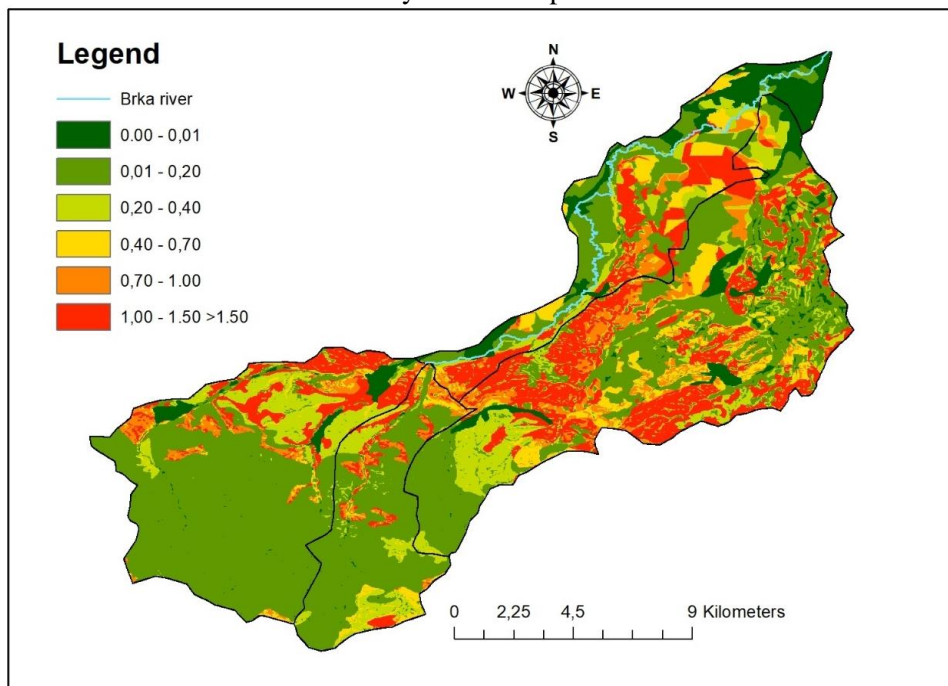 Legend
Brka river
0.00 - 0,01
0,01 - 0,20
0,20 - 0,40
0,40 - 0,70
0,70 - 1.00
1,00 - 1.50 >1.50
N
W E
S
0 2,25 4,5 9 Kilometers